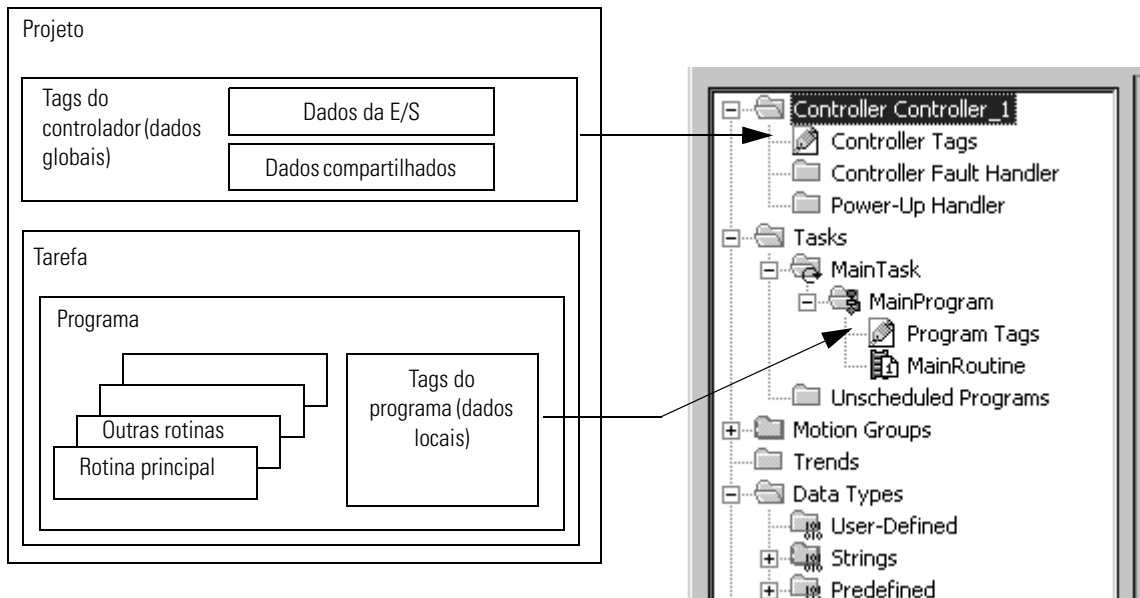 Projeto
Tags do
controlador (dados
globais)
Dados da E/S
Dados compartilhados
Tarefa
Programa
Outras rotinas
Rotina principal
Tags do
programa (dados
locais)
Controller Controller_1
Controller Tags
Controller Fault Handler
Power-Up Handler
Tasks
MainTask
MainProgram
Program Tags
MainRoutine
Unscheduled Programs
Motion Groups
Trends
Data Types
User-Defined
Strings
Predefined